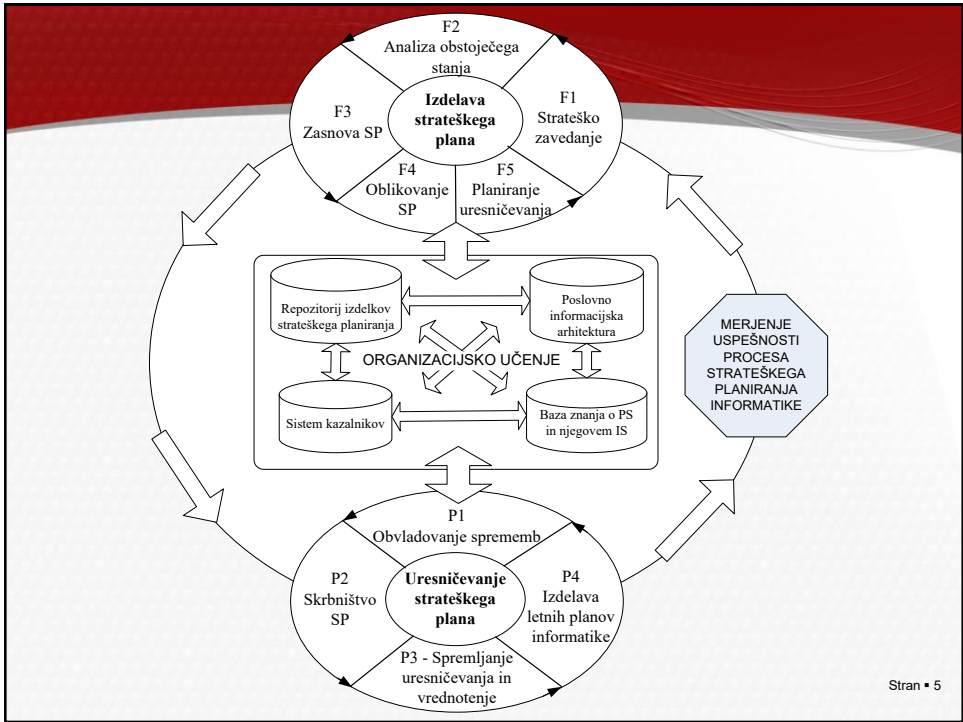 F2
Analiza obstoječega
stanja
F1
Strateško
zavedanje
Izdelava
strateškega
plana
F3
Zasnova SP
F4
Oblikovanje
SP
F5
Planiranje
uresničevanja
Repozitorij izdelkov
strateškega planiranja
Poslovno
informacijska
arhitektura
ORGANIZACIJSKO UČENJE
Sistem kazalnikov
Baza znanja o PS
in njegovem IS
MERJENJE
USPEŠNOSTI
PROCESA
STRATEŠKEGA
PLANIRANJA
INFORMATIKE
P1
Obvladovanje sprememb
P2
Skrbništvo
SP
Uresničevanje
strateškega
plana
P4
Izdelava
letnih planov
informatike
P3 - Spremljanje
uresničevanja in
vrednotenje
Stran ▪ 5